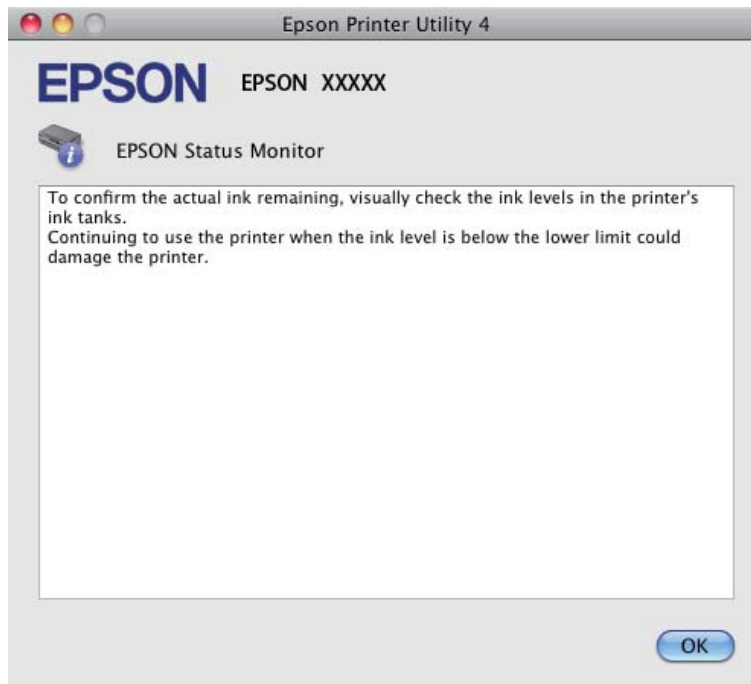 Epson Printer Utility 4
EPSON EPSON XXXXX
EPSON Status Monitor
To confirm the actual ink remaining, visually check the ink levels in the printer's
ink tanks.
Continuing to use the printer when the ink level is below the lower limit could
damage the printer.
OK